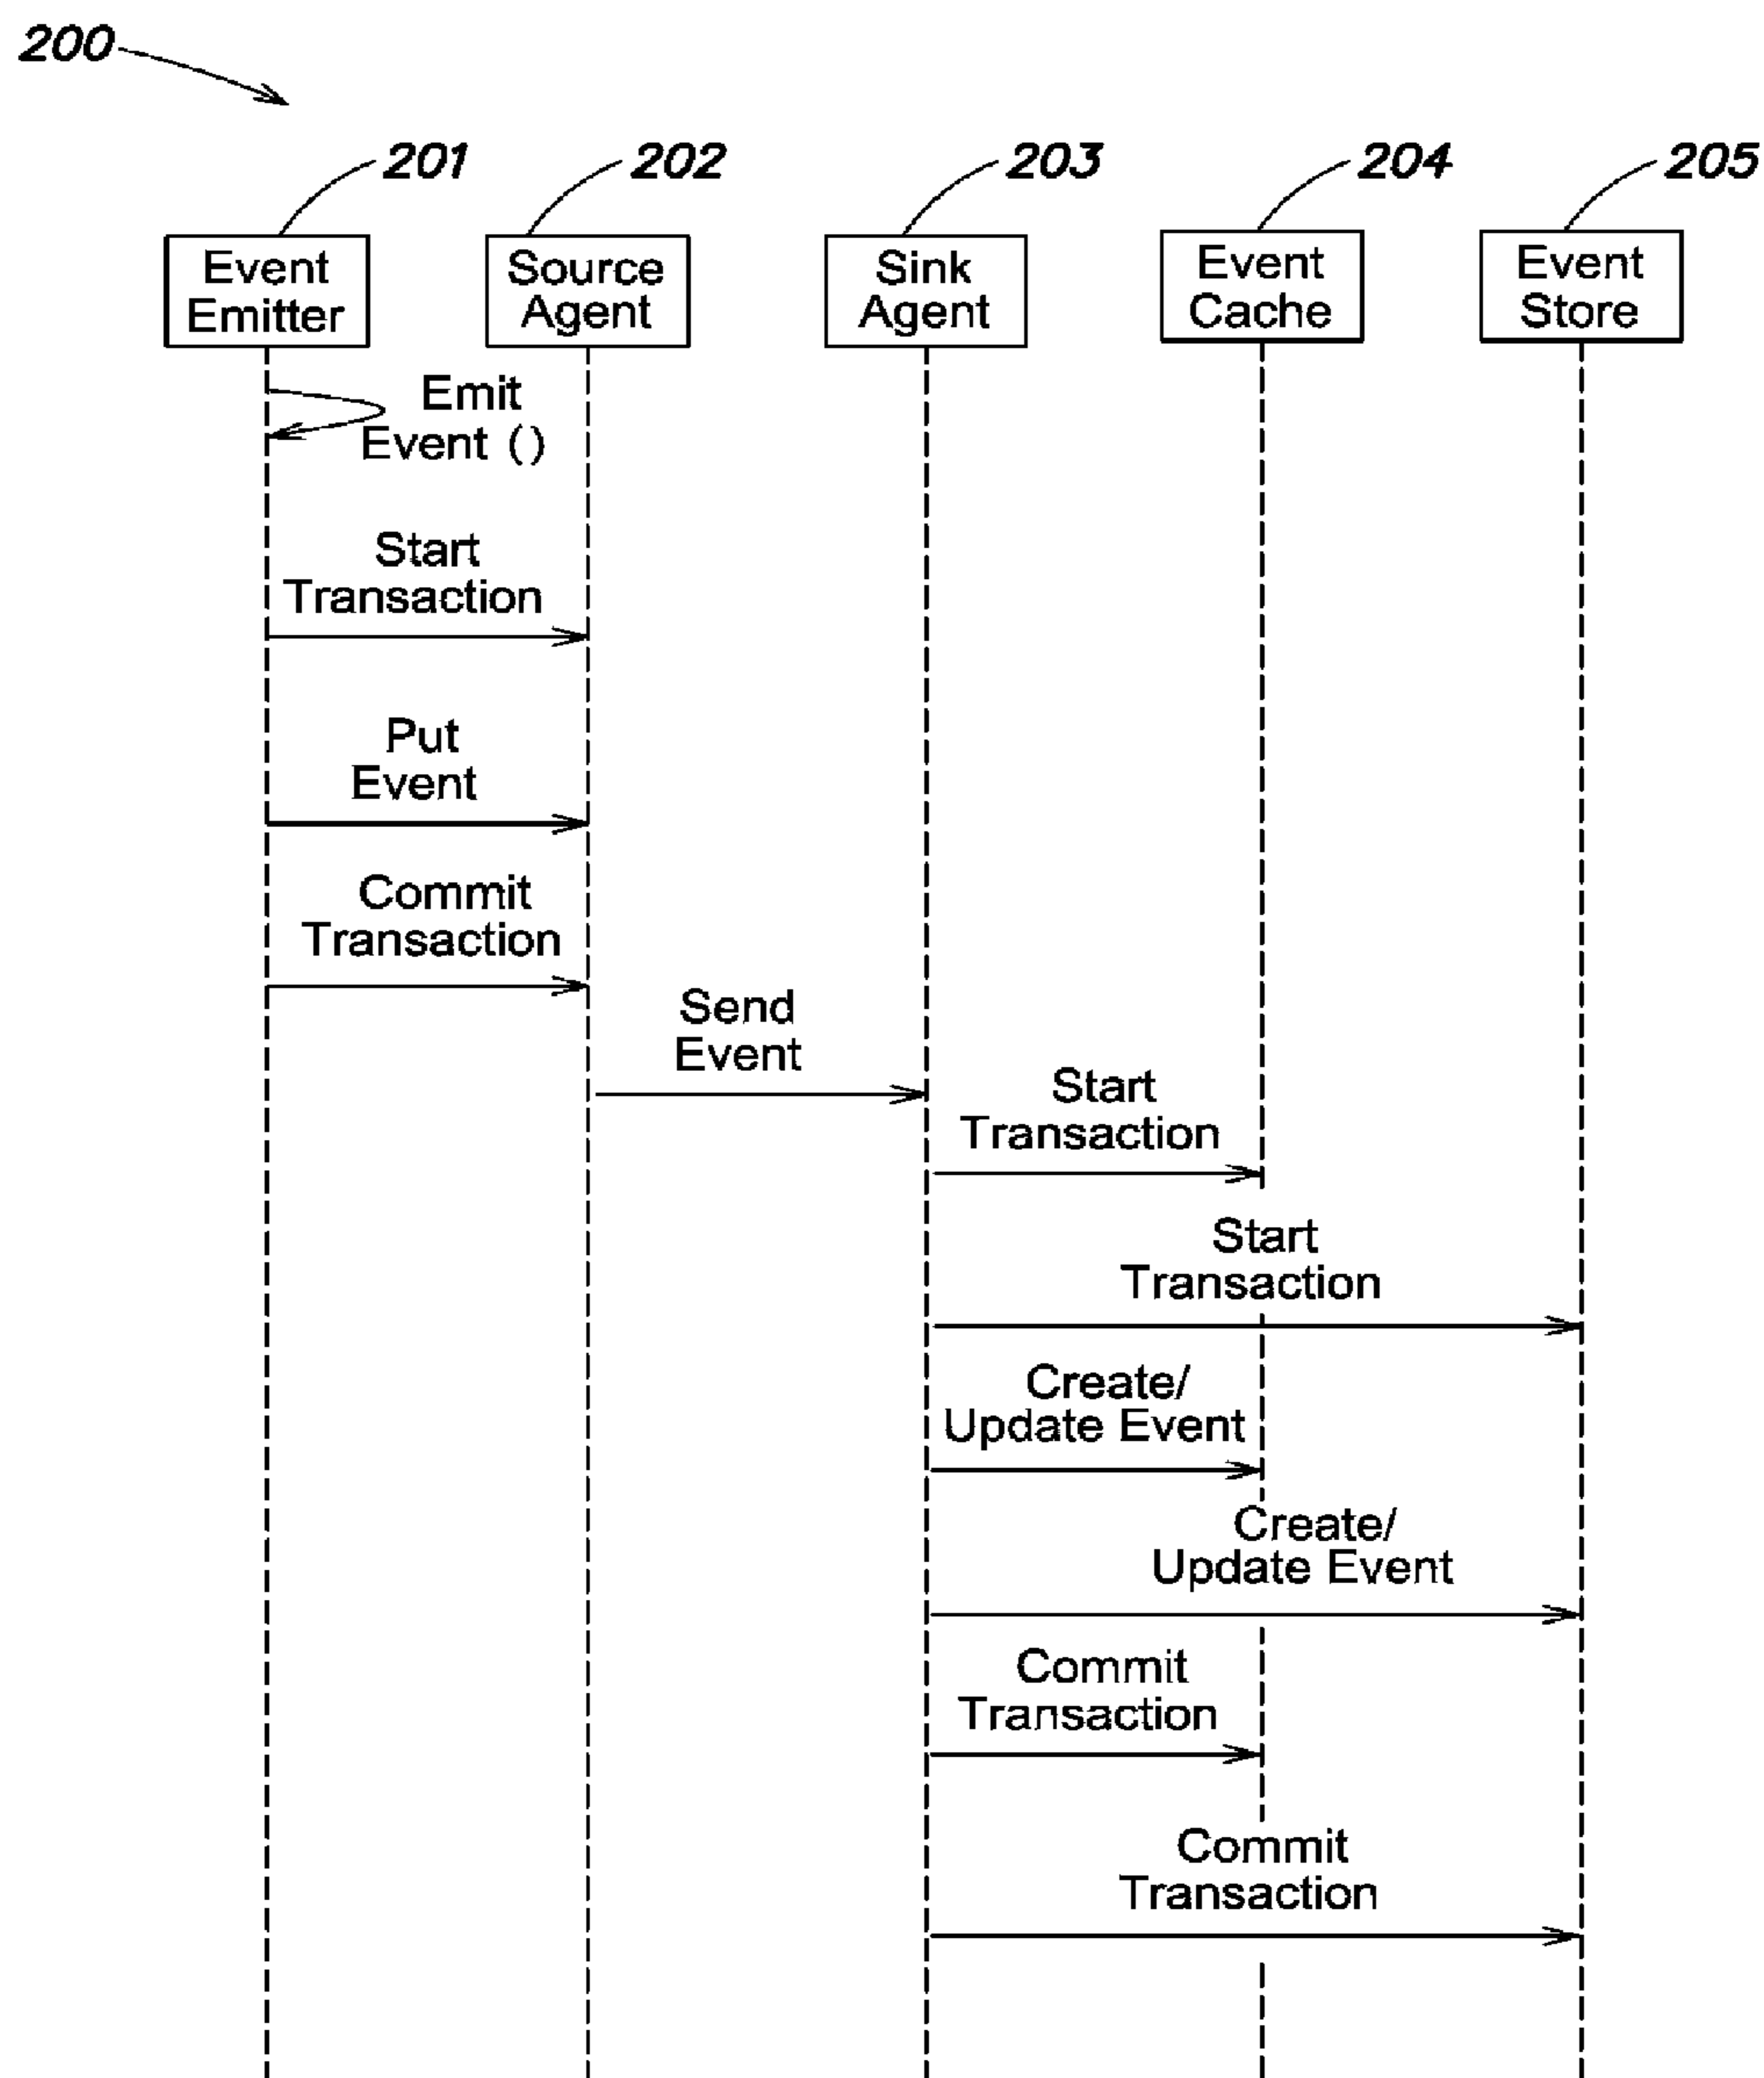 200
201
202
203
204
205
Event
Emitter
Source
Agent
Sink
Agent
Event
Cache
Event
Store
Emit
Event ()
Start
Transaction
Put
Event
Commit
Transaction
Send
Event
Start
Transaction
Start
Transaction
Create/
Update Event
Create/
Update Event
Commit
Transaction
Commit
Transaction